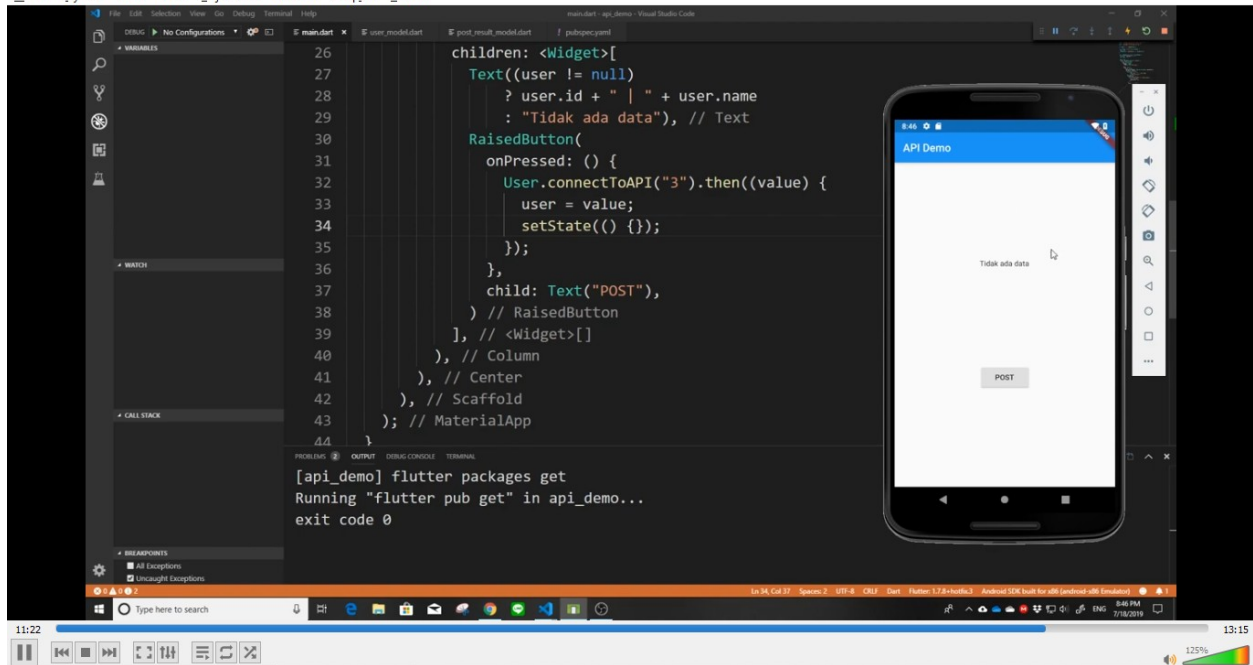 File Edit Selection View Go Debug Terminal Help
main.dart - api_demo - Visual Studio Code
DEBUG No Configurations
main.dart × user_model.dart post_result_model.dart pubspec.yaml
VARIABLES
26 children: <Widget>[
27 Text((user != null)
28 ? user.id + " | " + user.name
29 : "Tidak ada data"), // Text
30 RaisedButton(
31 onPressed: () {
32 User.connectToAPI("3").then((value) {
33 user = value;
34 setState(() {});
35 });
36 },
37 child: Text("POST"),
38 ) // RaisedButton
39 ], // <Widget>[]
40 ), // Column
41 ), // Center
42 ), // Scaffold
43 ); // MaterialApp
44 }
WATCH
CALL STACK
BREAKPOINTS
All Exceptions
Uncaught Exceptions
PROBLEMS 2 OUTPUT DEBUG CONSOLE TERMINAL
[api_demo] flutter packages get
Running "flutter pub get" in api_demo...
exit code 0
8:46
API Demo
Tidak ada data
POST
0 0 2
Ln 34, Col 37 Spaces: 2 UTF-8 CRLF Dart Flutter: 1.7.8+hotfix.3 Android SDK built for x86 (android-x86 Emulator) 1
Type here to search
ENG
8:46 PM
7/18/2019
11:22
13:15
125%